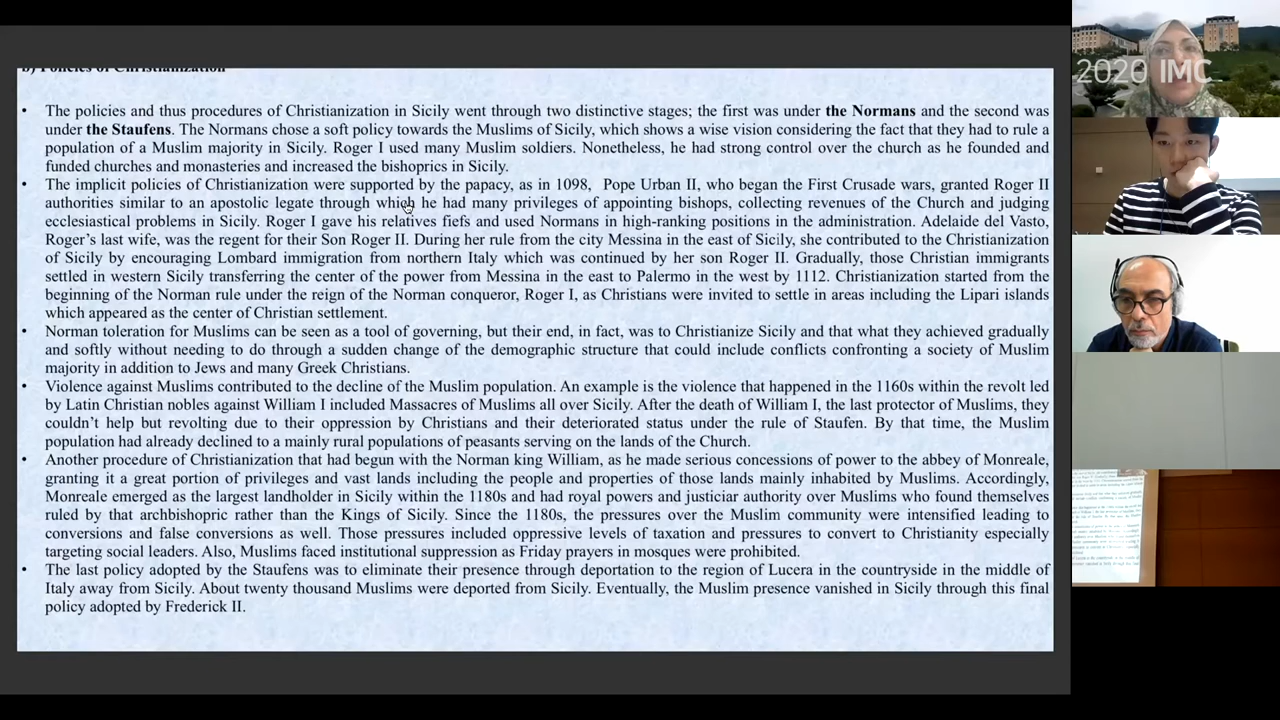 b) Policies of Christianization
• The policies and thus procedures of Christianization in Sicily went through two distinctive stages; the first was under the Normans and the second was
under the Staufens. The Normans chose a soft policy towards the Muslims of Sicily, which shows a wise vision considering the fact that they had to rule a
population of a Muslim majority in Sicily. Roger I used many Muslim soldiers. Nonetheless, he had strong control over the church as he founded and
funded churches and monasteries and increased the bishoprics in Sicily.
• The implicit policies of Christianization were supported by the papacy, as in 1098, Pope Urban II, who began the First Crusade wars, granted Roger II
authorities similar to an apostolic legate through which he had many privileges of appointing bishops, collecting revenues of the Church and judging
ecclesiastical problems in Sicily. Roger I gave his relatives fiefs and used Normans in high-ranking positions in the administration. Adelaide del Vasto,
Roger's last wife, was the regent for their Son Roger II. During her rule from the city Messina in the east of Sicily, she contributed to the Christianization
of Sicily by encouraging Lombard immigration from northern Italy which was continued by her son Roger II. Gradually, those Christian immigrants
settled in western Sicily transferring the center of the power from Messina in the east to Palermo in the west by 1112. Christianization started from the
beginning of the Norman rule under the reign of the Norman conqueror, Roger I, as Christians were invited to settle in areas including the Lipari islands
which appeared as the center of Christian settlement.
• Norman toleration for Muslims can be seen as a tool of governing, but their end, in fact, was to Christianize Sicily and that what they achieved gradually
and softly without needing to do through a sudden change of the demographic structure that could include conflicts confronting a society of Muslim
majority in addition to Jews and many Greek Christians.
• Violence against Muslims contributed to the decline of the Muslim population. An example is the violence that happened in the 1160s within the revolt led
by Latin Christian nobles against William I included Massacres of Muslims all over Sicily. After the death of William I, the last protector of Muslims, they
couldn't help but revolting due to their oppression by Christians and their deteriorated status under the rule of Staufen. By that time, the Muslim
population had already declined to a mainly rural populations of peasants serving on the lands of the Church.
• Another procedure of Christianization that had begun with the Norman king William, as he made serious concessions of power to the abbey of Monreale,
granting it a great portion of privileges and vast powers in the people and properties of those lands mainly inhabited by Muslims. Accordingly,
Monreale emerged as the largest landholder in Sicily within the 1180s and had royal powers and judiciary authority over Muslims who found themselves
ruled by that archbishopric rather than the King himself. During the 1180s, pressures over the Muslim community were intensified leading to
conversions and false conversions as well. Those pressures included oppressive levels of taxation and pressures to convert to Christianity especially
targeting social leaders. Also, Muslims faced institutional restrictions as their Friday prayers in mosques were prohibited.
• The last policy adopted by the Staufens was to eradicate the Islamic presence in Sicily was the deportation to the region of Lucera in the countryside in the middle of
Italy away from Sicily. About twenty thousand Muslims were deported from Sicily. Eventually, the Muslim presence vanished in Sicily through this final
policy adopted by Frederick II.
2020 IMC